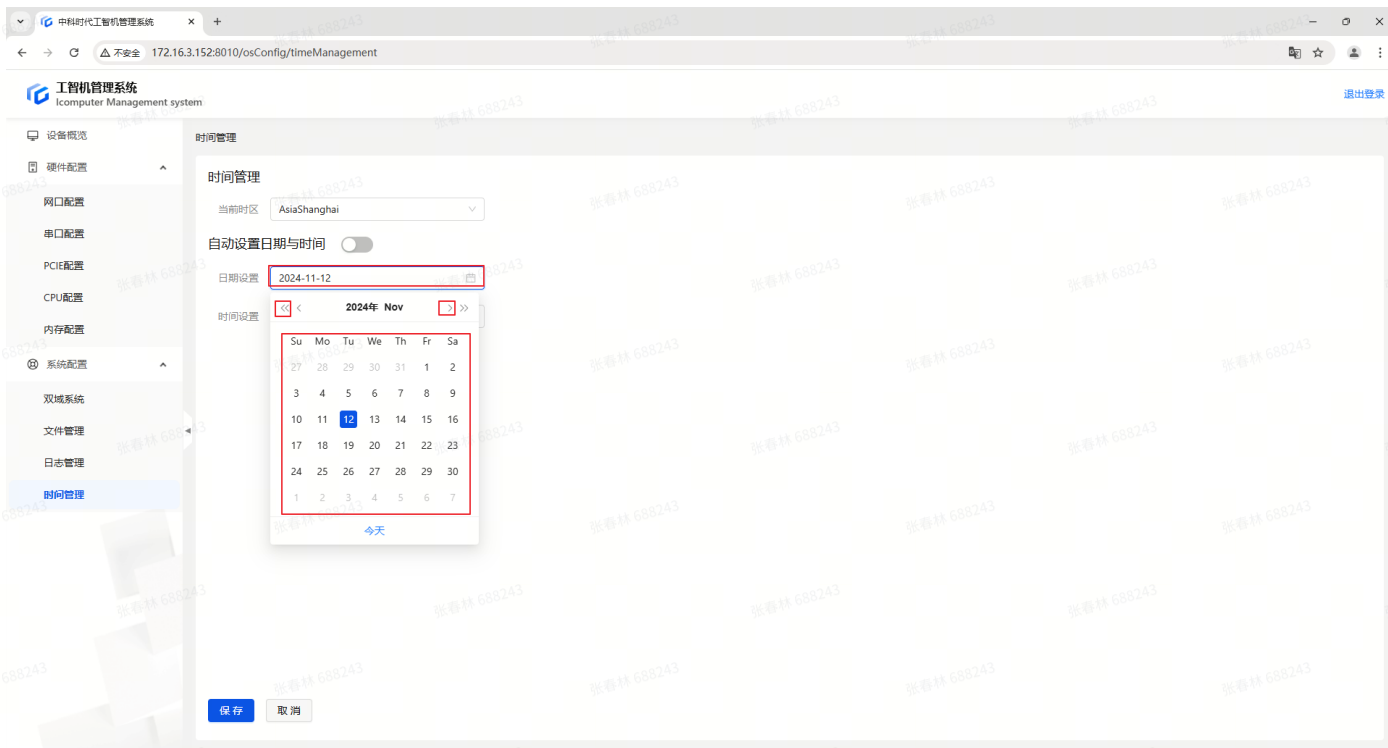 中科时代工智机管理系统
不安全 172.16.3.152:8010/osConfig/timeManagement
工智机管理系统
Icomputer Management system
退出登录
设备概览
硬件配置
网口配置
串口配置
PCIE配置
CPU配置
内存配置
系统配置
双域系统
文件管理
日志管理
时间管理
时间管理
时间管理
当前时区 AsiaShanghai
自动设置日期与时间
日期设置 2024-11-12
时间设置
2024年 Nov
Su Mo Tu We Th Fr Sa
27 28 29 30 31 1 2
3 4 5 6 7 8 9
10 11 12 13 14 15 16
17 18 19 20 21 22 23
24 25 26 27 28 29 30
1 2 3 4 5 6 7
今天
保存 取消
张春林 688243